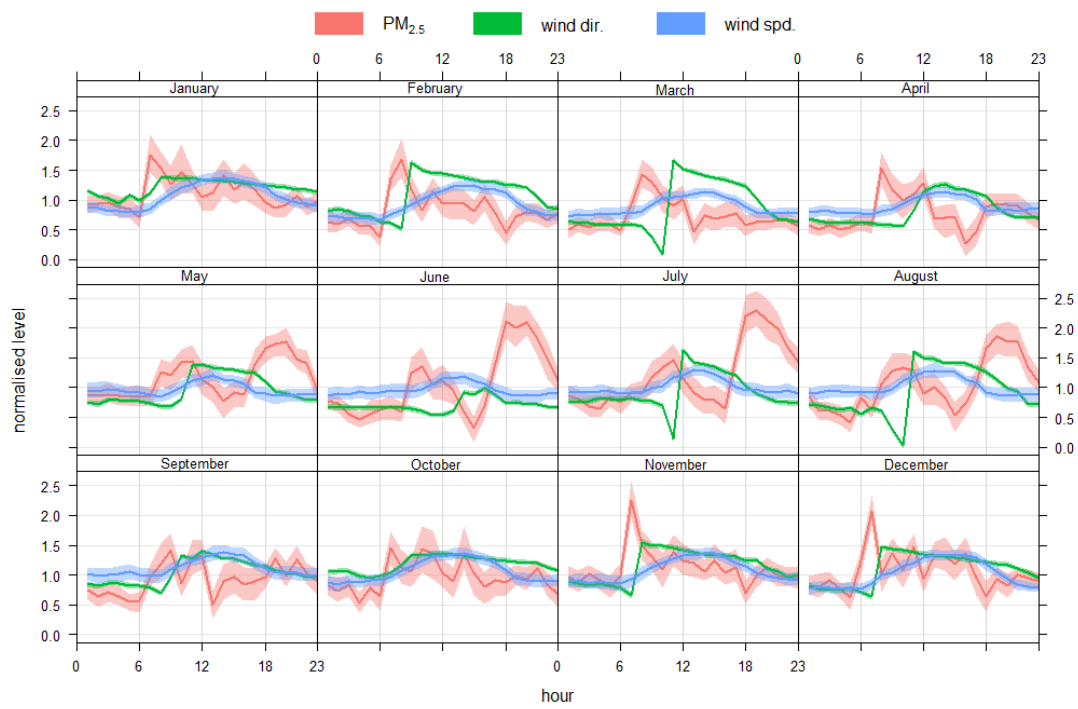 PM2.5 wind dir. wind spd.
0 6 12 18 23 0 6 12 18 23
January February March April
2.5
2.0
1.5
1.0
0.5
0.0
May June July August
2.5
2.0
1.5
1.0
0.5
0.0
normalised level
September October November December
2.5
2.0
1.5
1.0
0.5
0.0
0 6 12 18 23 0 6 12 18 23
hour